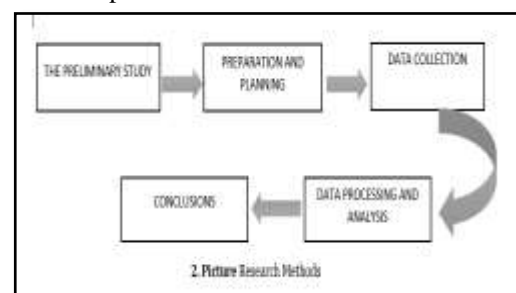 THE PRELIMINARY STUDY
PREPARATION AND
PLANNING
DATA COLLECTION
CONCLUSIONS
DATA PROCESSING AND
ANALYSIS
2. Picture Research Methods